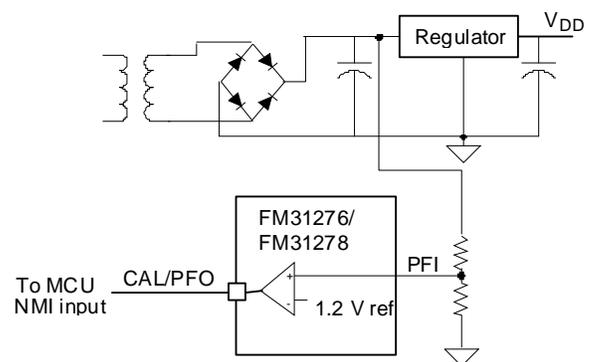 Regulator
VDD
FM31276/
FM31278
CAL/PFO
PFI
+
-
1.2 V ref
To MCU
NMI input